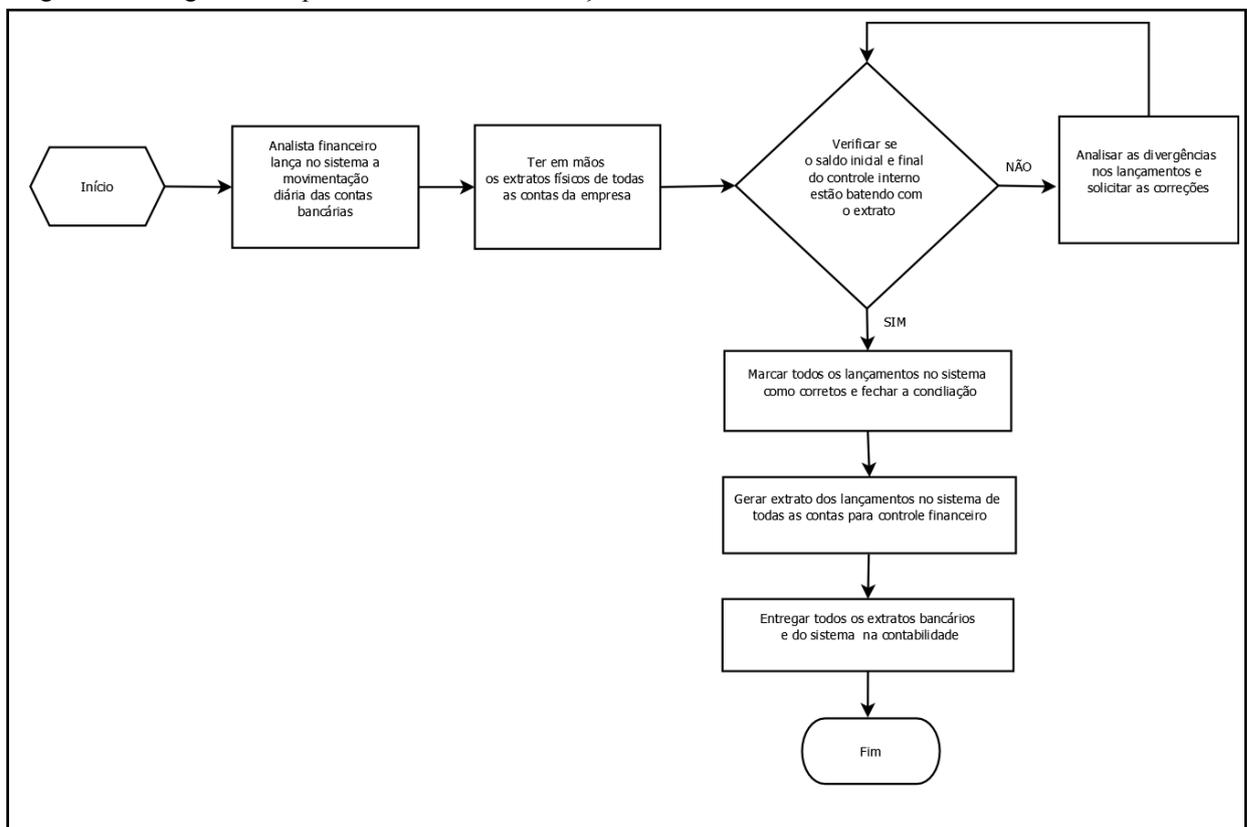 Início
Analista financeiro
lança no sistema a
movimentação
diária das contas
bancárias
Ter em mãos
os extratos físicos de todas
as contas da empresa
Verificar se
o saldo inicial e final
do controle interno
estão batendo com
o extrato
NÃO
Analisar as divergências
nos lançamentos e
solicitar as correções
SIM
Marcar todos os lançamentos no sistema
como corretos e fechar a conciliação
Gerar extrato dos lançamentos no sistema de
todas as contas para controle financeiro
Entregar todos os extratos bancários
e do sistema na contabilidade
Fim